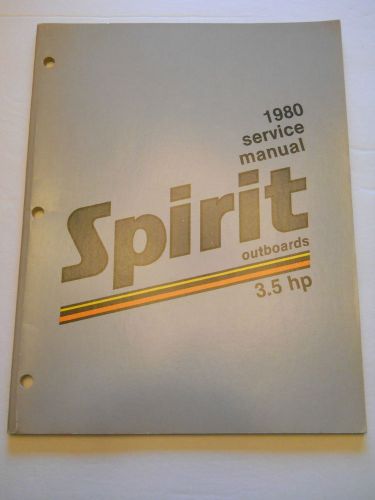 1980
service
manual
Spirit
outboards
3.5 hp